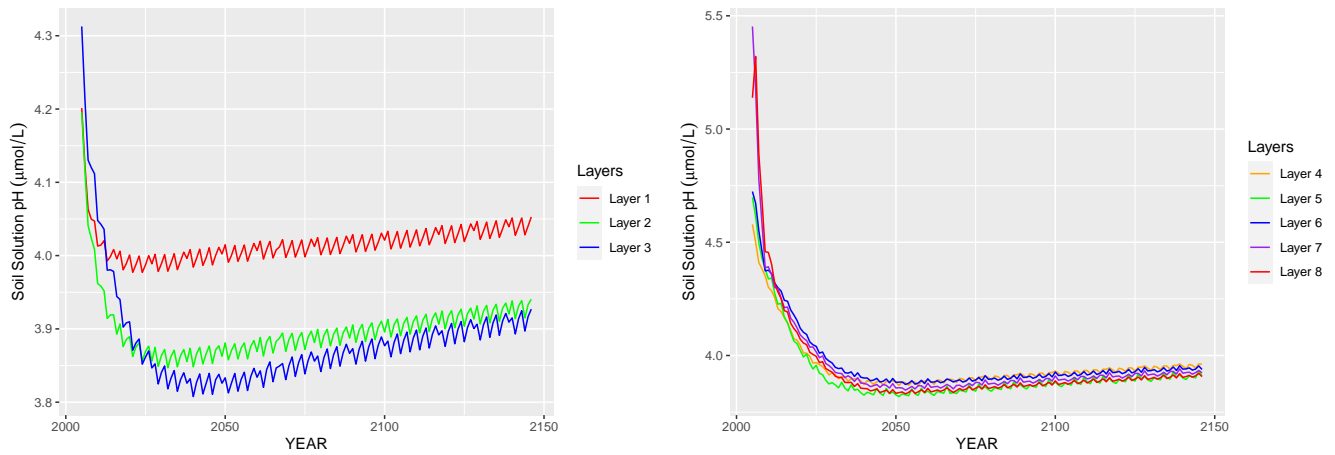 Soil Solution pH (μmol/L)
4.3
4.2
4.1
4.0
3.9
3.8
2000
2050
2100
2150
YEAR
Layers
Layer 1
Layer 2
Layer 3
Soil Solution pH (μmol/L)
5.5
5.0
4.5
4.0
2000
2050
2100
2150
YEAR
Layers
Layer 4
Layer 5
Layer 6
Layer 7
Layer 8